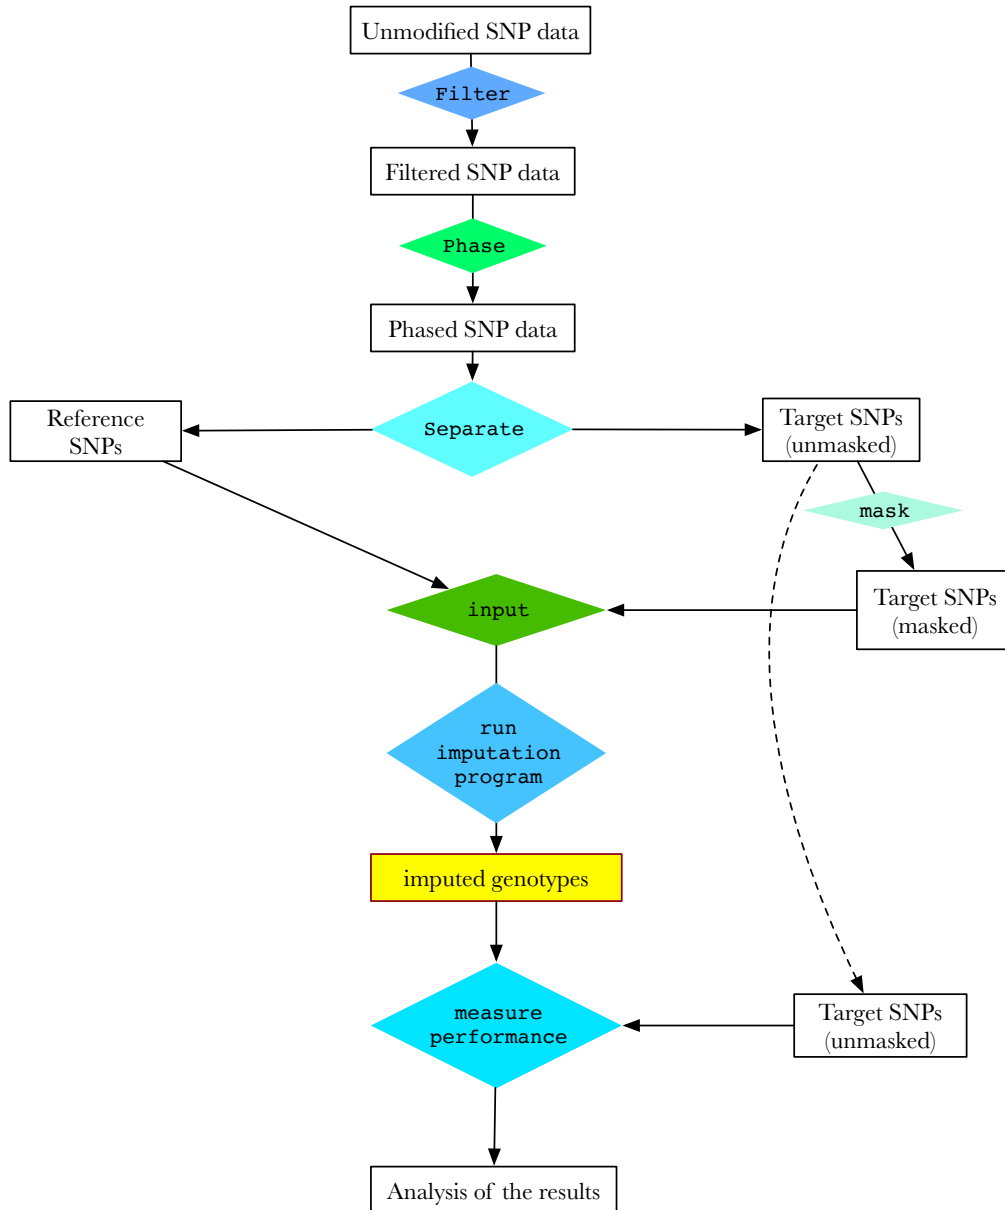 Unmodified SNP data
Filter
Filtered SNP data
Phase
Phased SNP data
Reference
SNPs
Separate
Target SNPs
(unmasked)
mask
input
Target SNPs
(masked)
run
imputation
program
imputed genotypes
measure
performance
Target SNPs
(unmasked)
Analysis of the results